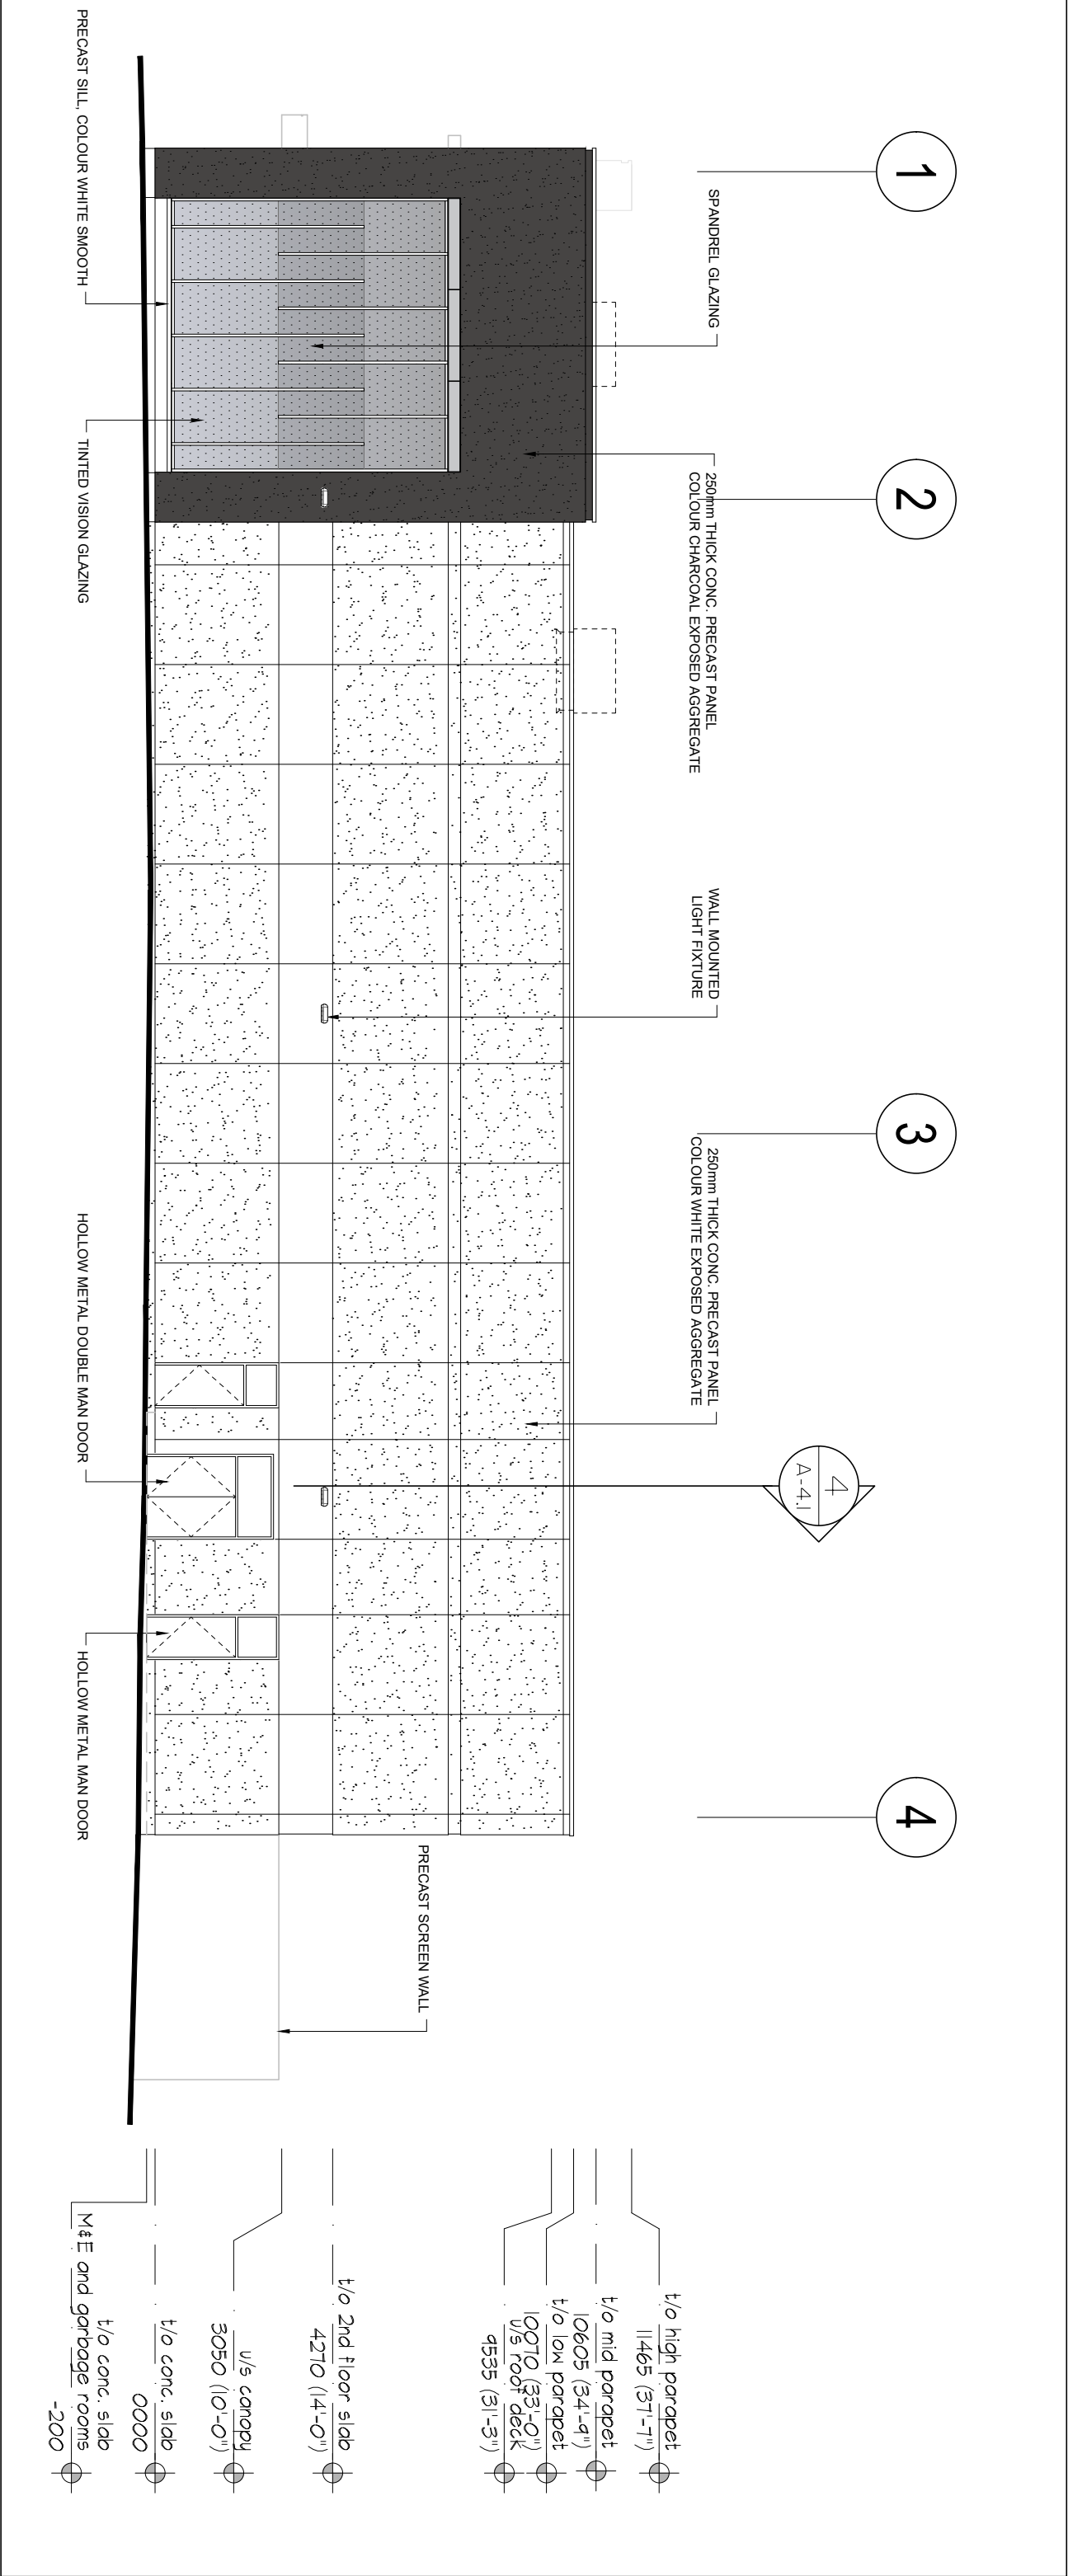 1
2
3
4
SPANDREL GLAZING
250mm THICK CONC. PRECAST PANEL
COLOUR CHARCOAL EXPOSED AGGREGATE
WALL MOUNTED
LIGHT FIXTURE
250mm THICK CONC. PRECAST PANEL
COLOUR WHITE EXPOSED AGGREGATE
4
A-4.1
PRECAST SCREEN WALL
t/o high parapet
11465 (37'-7")
t/o mid parapet
10605 (34'-9")
t/o low parapet
10070 (33'-0")
u/s roof deck
9535 (31'-3")
t/o 2nd floor slab
4270 (14'-0")
u/s canopy
3050 (10'-0")
t/o conc. slab
0000
t/o conc. slab
M&E and garbage rooms
-200
PRECAST SILL, COLOUR WHITE SMOOTH
TINTED VISION GLAZING
HOLLOW METAL DOUBLE MAN DOOR
HOLLOW METAL MAN DOOR